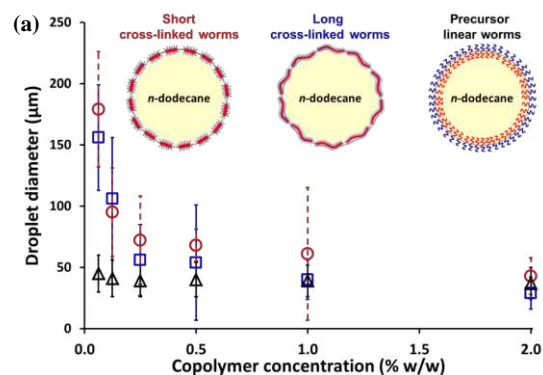 (a)
Short
cross-linked worms
Long
cross-linked worms
Precursor
linear worms
n-dodecane
n-dodecane
n-dodecane
Droplet diameter (µm)
250
200
150
100
50
0
0.0
0.5
1.0
1.5
2.0
Copolymer concentration (% w/w)